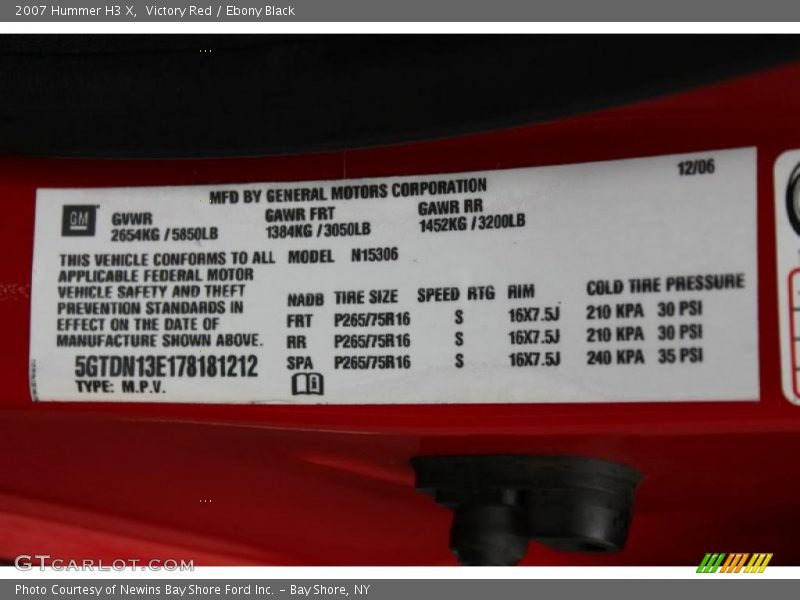 2007 Hummer H3 X, Victory Red / Ebony Black
12/06
MFD BY GENERAL MOTORS CORPORATION
GM GVWR GAWR FRT GAWR RR
2654KG / 5850LB 1384KG / 3050LB 1452KG / 3200LB
THIS VEHICLE CONFORMS TO ALL MODEL N15306
APPLICABLE FEDERAL MOTOR
VEHICLE SAFETY AND THEFT
PREVENTION STANDARDS IN
EFFECT ON THE DATE OF
MANUFACTURE SHOWN ABOVE.
5GTDN13E178181212
TYPE: M.P.V.
NADB TIRE SIZE SPEED RTG RIM COLD TIRE PRESSURE
FRT P265/75R16 S 16X7.5J 210 KPA 30 PSI
RR P265/75R16 S 16X7.5J 210 KPA 30 PSI
SPA P265/75R16 S 16X7.5J 240 KPA 35 PSI
GTCARLOT.COM
Photo Courtesy of Newins Bay Shore Ford Inc. - Bay Shore, NY